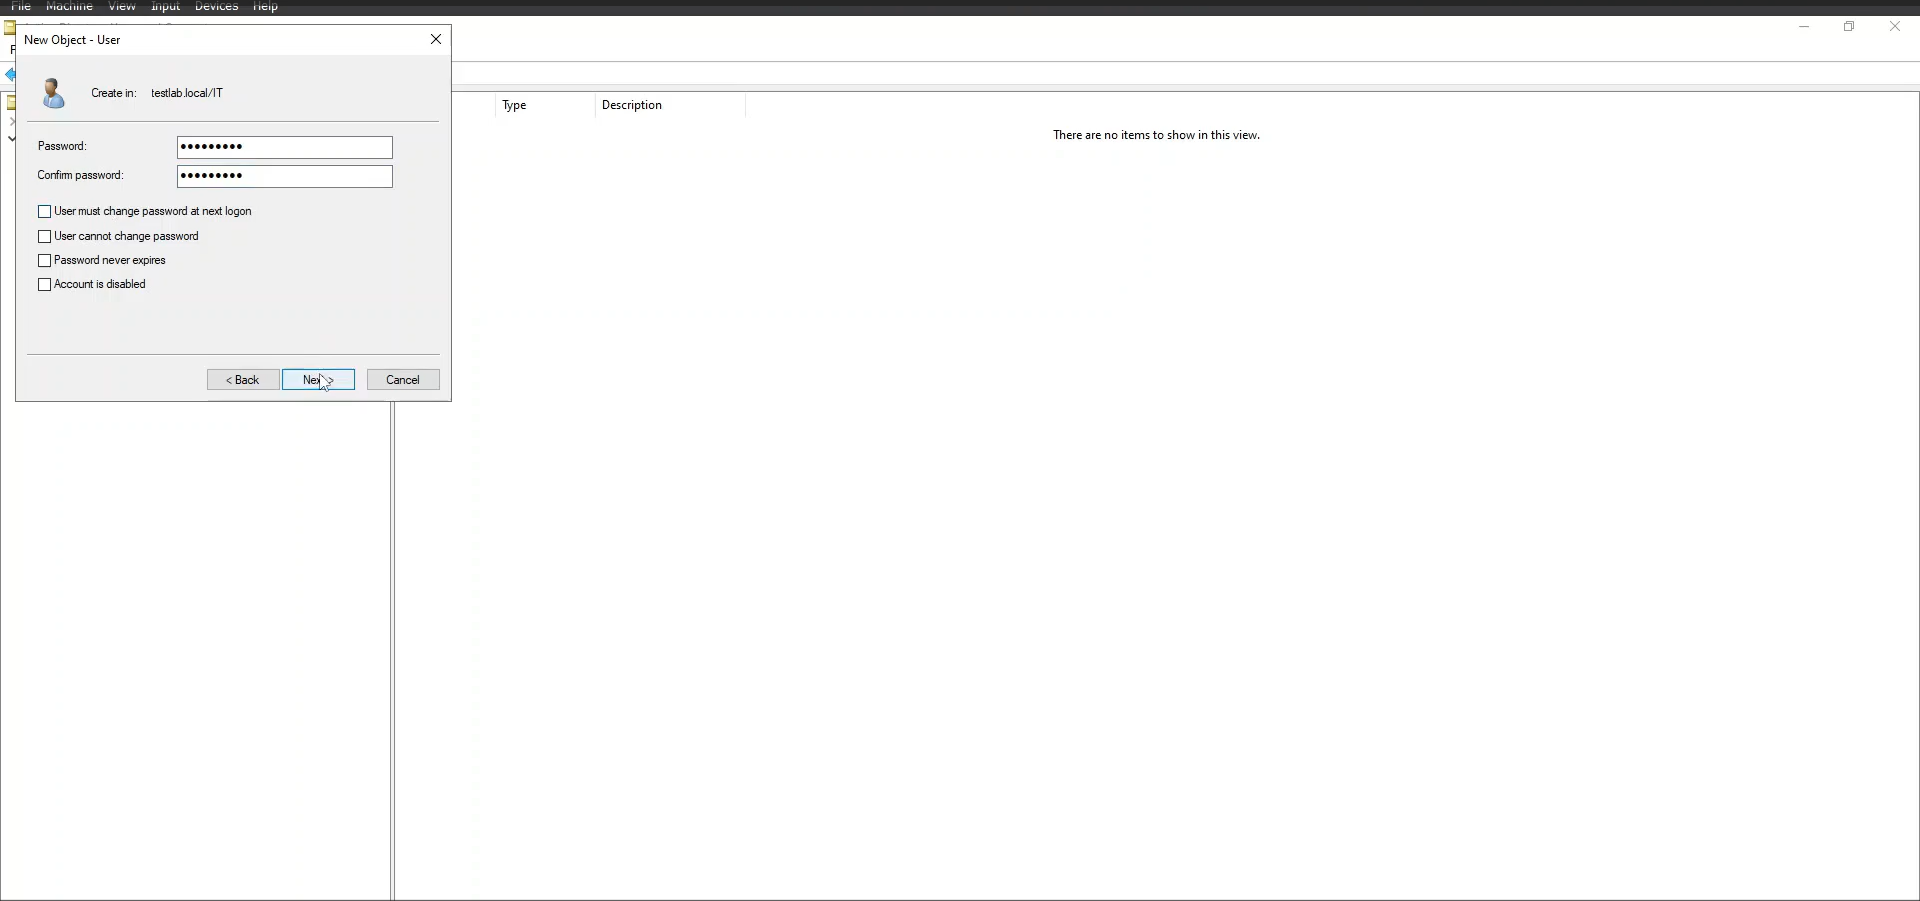 File Machine View Input Devices Help
New Object - User
Create in: testlab.local/IT
Password: •••••••••
Confirm password: •••••••••
User must change password at next logon
User cannot change password
Password never expires
Account is disabled
< Back
Cancel
Type Description
There are no items to show in this view.